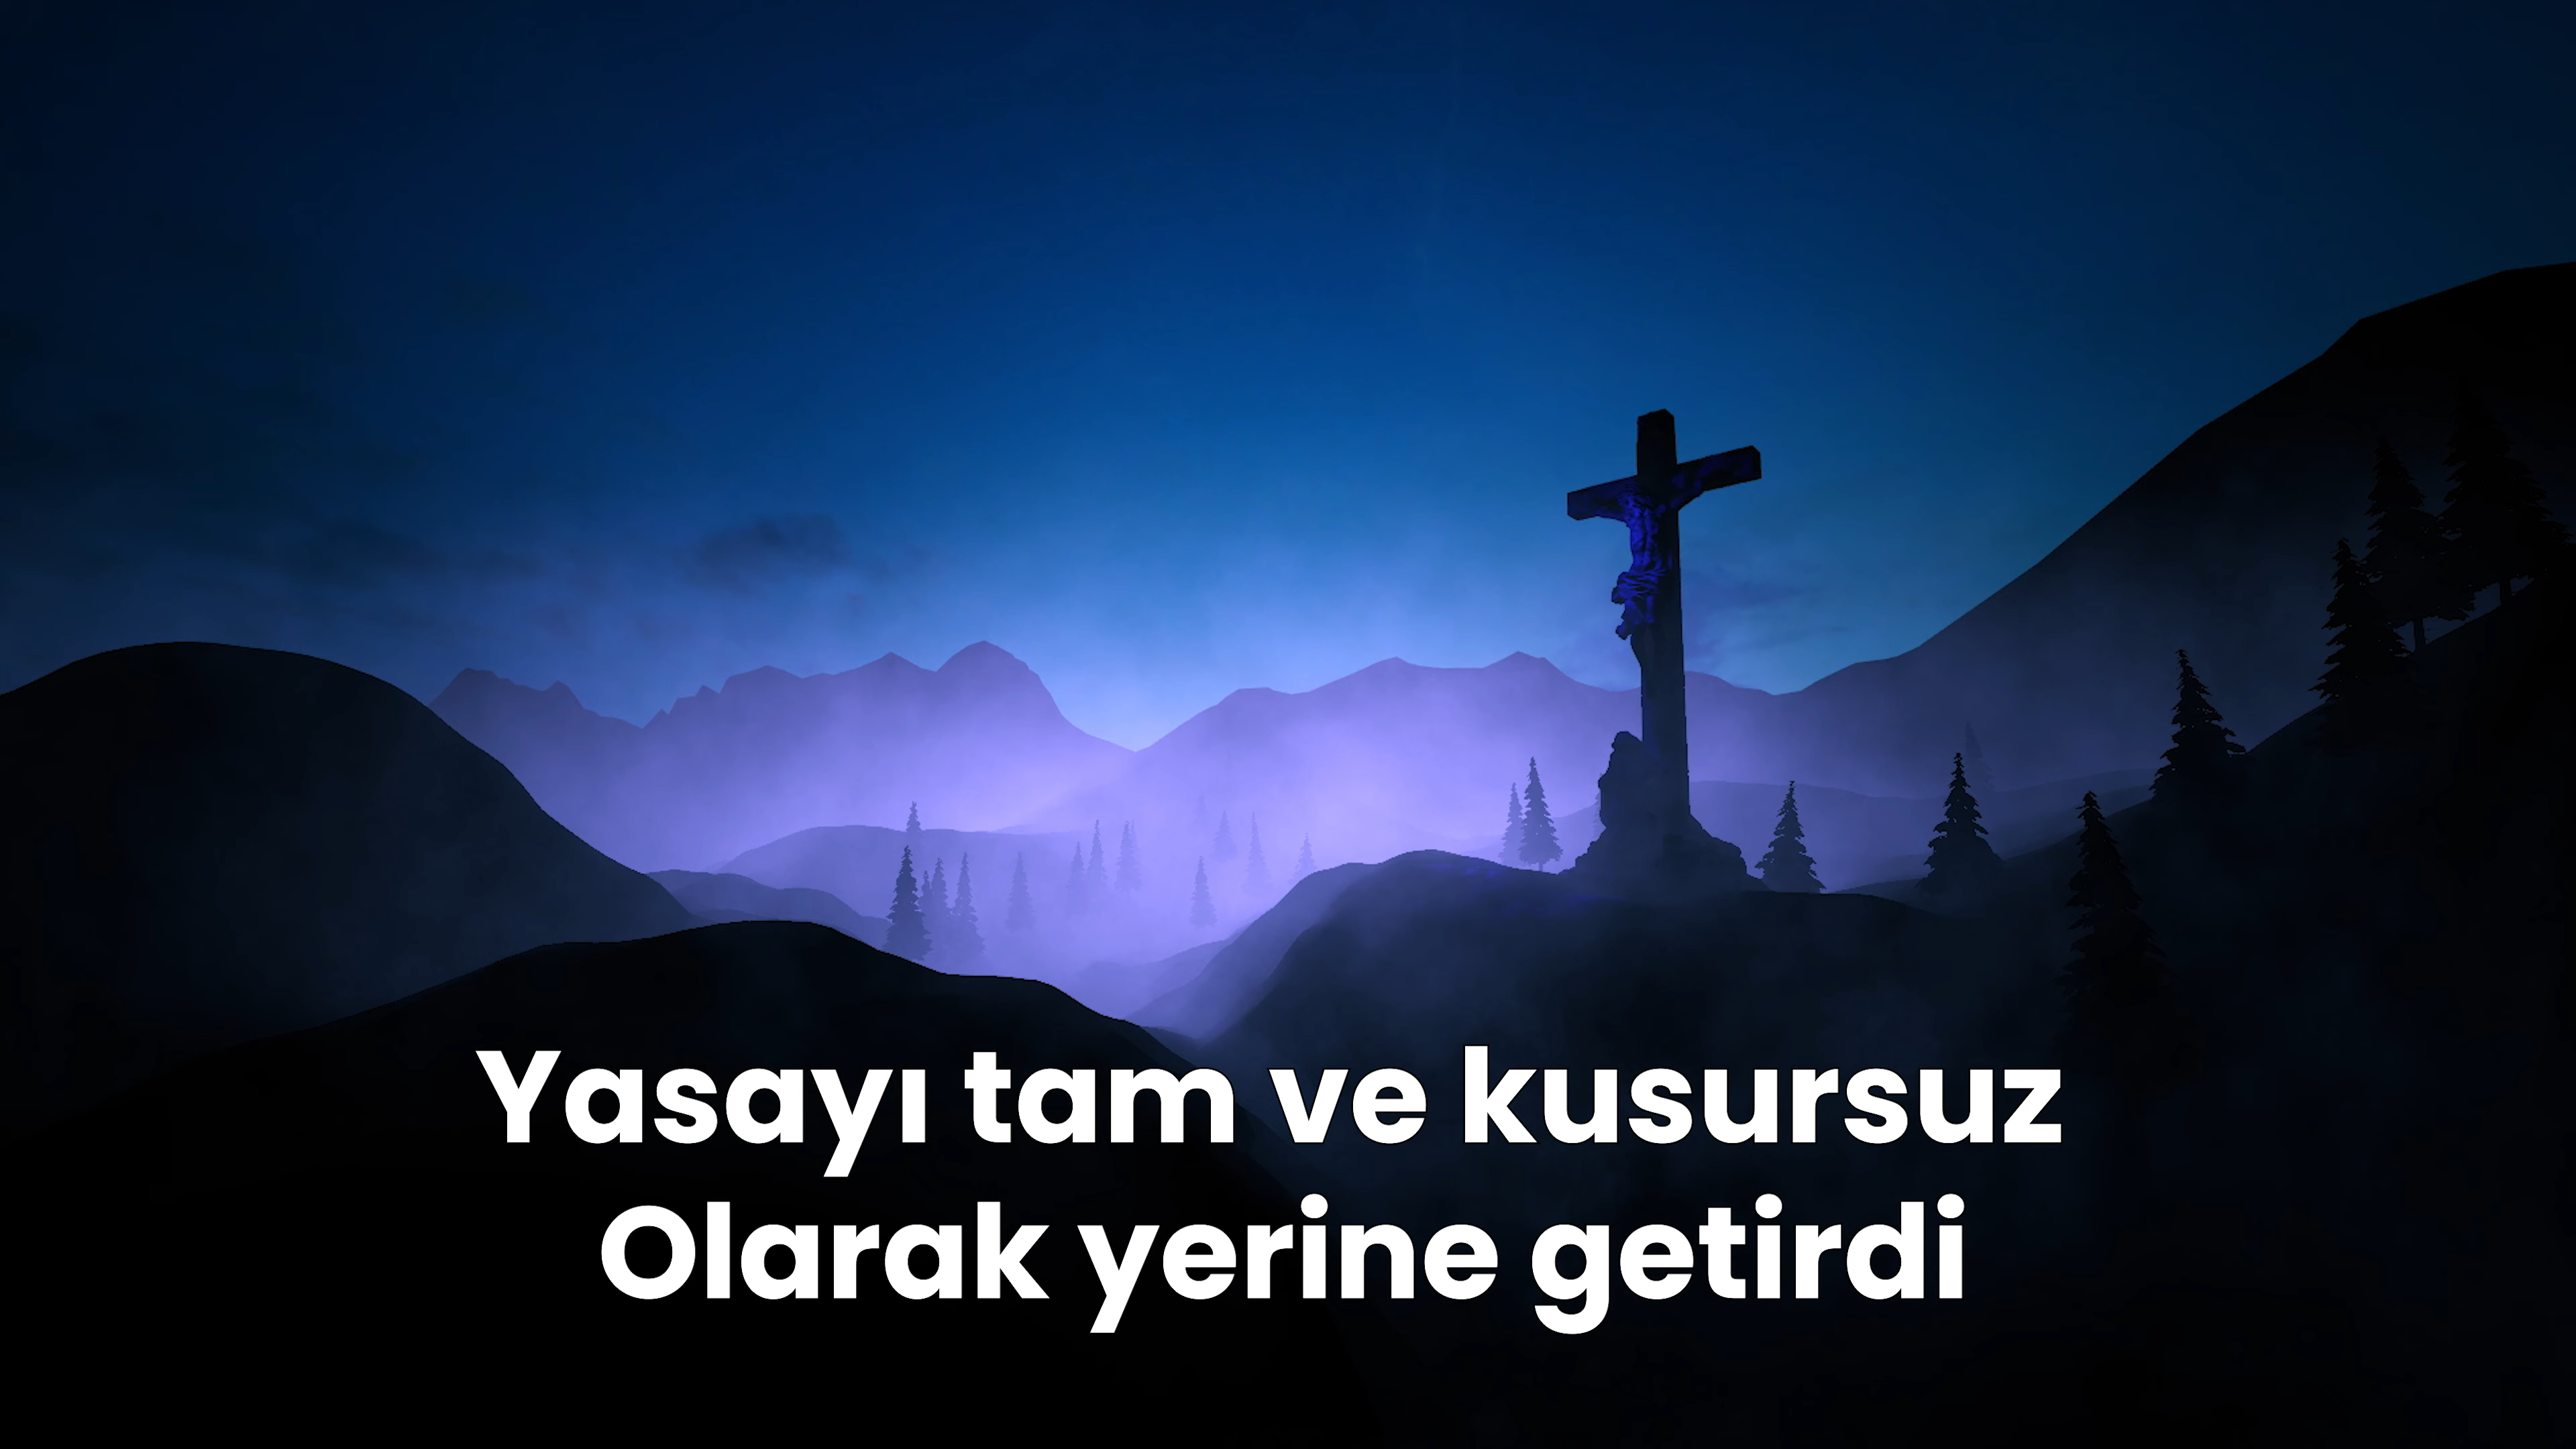 Yasayı tam ve kusursuz
Olarak yerine getirdi